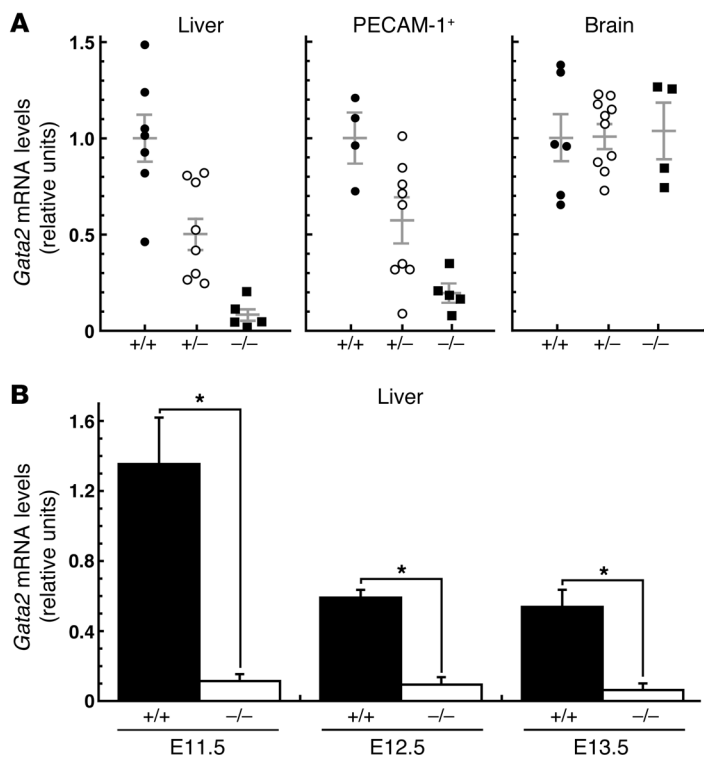 A
Liver
PECAM-1⁺
Brain
Gata2 mRNA levels
(relative units)
1.5
1.0
0.5
0
+/+ +/– –/–
+/+ +/– –/–
+/+ +/– –/–
B
Liver
Gata2 mRNA levels
(relative units)
1.6
1.2
0.8
0.4
0
*
*
*
+/+ –/–
+/+ –/–
+/+ –/–
E11.5
E12.5
E13.5